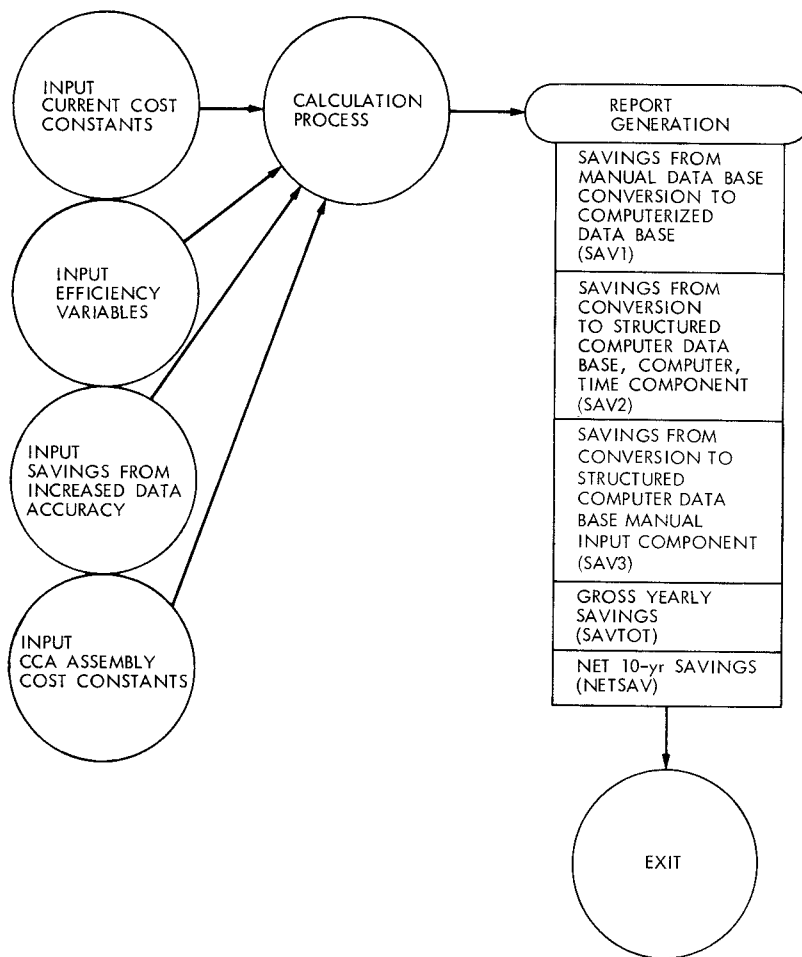 INPUT
CURRENT COST
CONSTANTS
CALCULATION
PROCESS
REPORT
GENERATION
SAVINGS FROM
MANUAL DATA BASE
CONVERSION TO
COMPUTERIZED
DATA BASE
(SAV1)
INPUT
EFFICIENCY
VARIABLES
SAVINGS FROM
CONVERSION
TO STRUCTURED
COMPUTER DATA
BASE, COMPUTER,
TIME COMPONENT
(SAV2)
INPUT
SAVINGS FROM
INCREASED DATA
ACCURACY
SAVINGS FROM
CONVERSION TO
STRUCTURED
COMPUTER DATA
BASE MANUAL
INPUT COMPONENT
(SAV3)
INPUT
CCA ASSEMBLY
COST CONSTANTS
GROSS YEARLY
SAVINGS
(SAVTOT)
NET 10-yr SAVINGS
(NETSAV)
EXIT